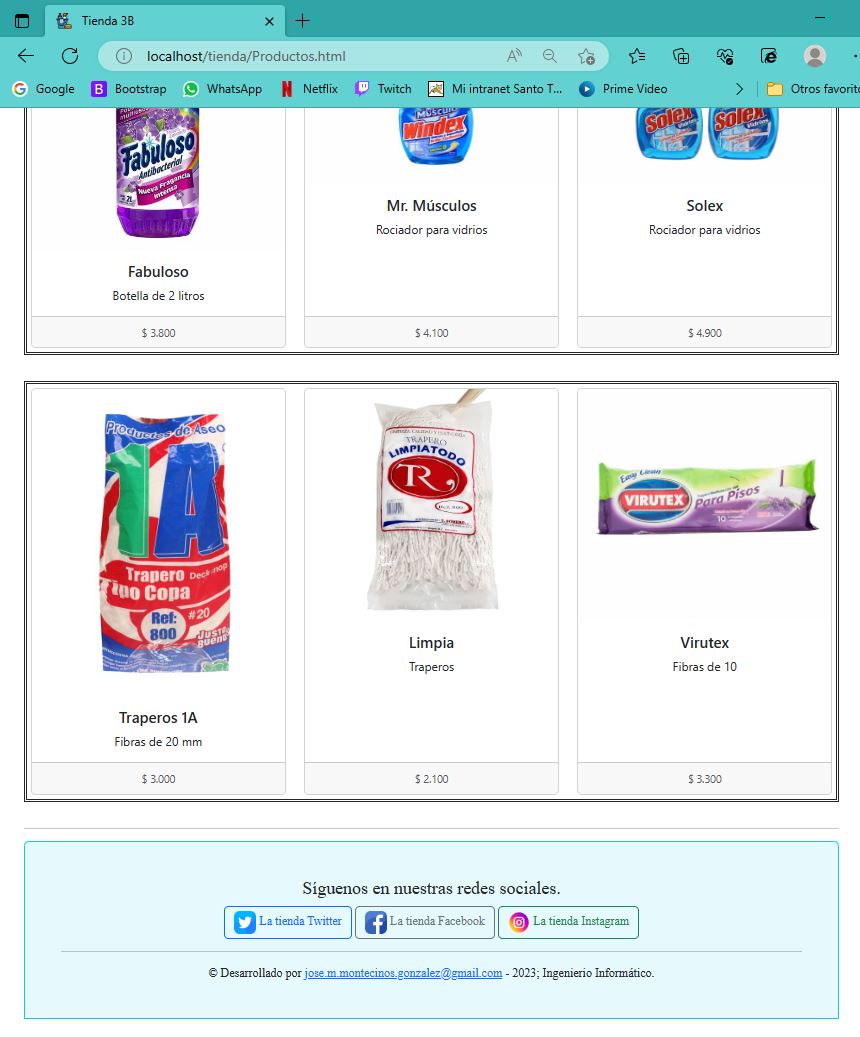 Tienda 3B
localhost/tienda/Productos.html
Google Bootstrap WhatsApp Netflix Twitch Mi intranet Santo T... Prime Video Otros favorito
Fabuloso
Antibacterial
Nueva Fragancia
Intensa
2L
Músculo
Windex
Solex Solex
Fabuloso
Botella de 2 litros
$ 3.800
Mr. Músculos
Rociador para vidrios
$ 4.100
Solex
Rociador para vidrios
$ 4.900
Productos de Aseo
1A
Trapero
Tipo Copa
#20
Ref:
800
Traperos 1A
Fibras de 20 mm
$ 3.000
TRAPERO
LIMPIATODO
R
Limpia
Traperos
$ 2.100
Easy Clean
VIRUTEX
Para Pisos
10
Virutex
Fibras de 10
$ 3.300
Síguenos en nuestras redes sociales.
La tienda Twitter La tienda Facebook La tienda Instagram
© Desarrollado por jose.m.montecinos.gonzalez@gmail.com - 2023; Ingenierio Informático.